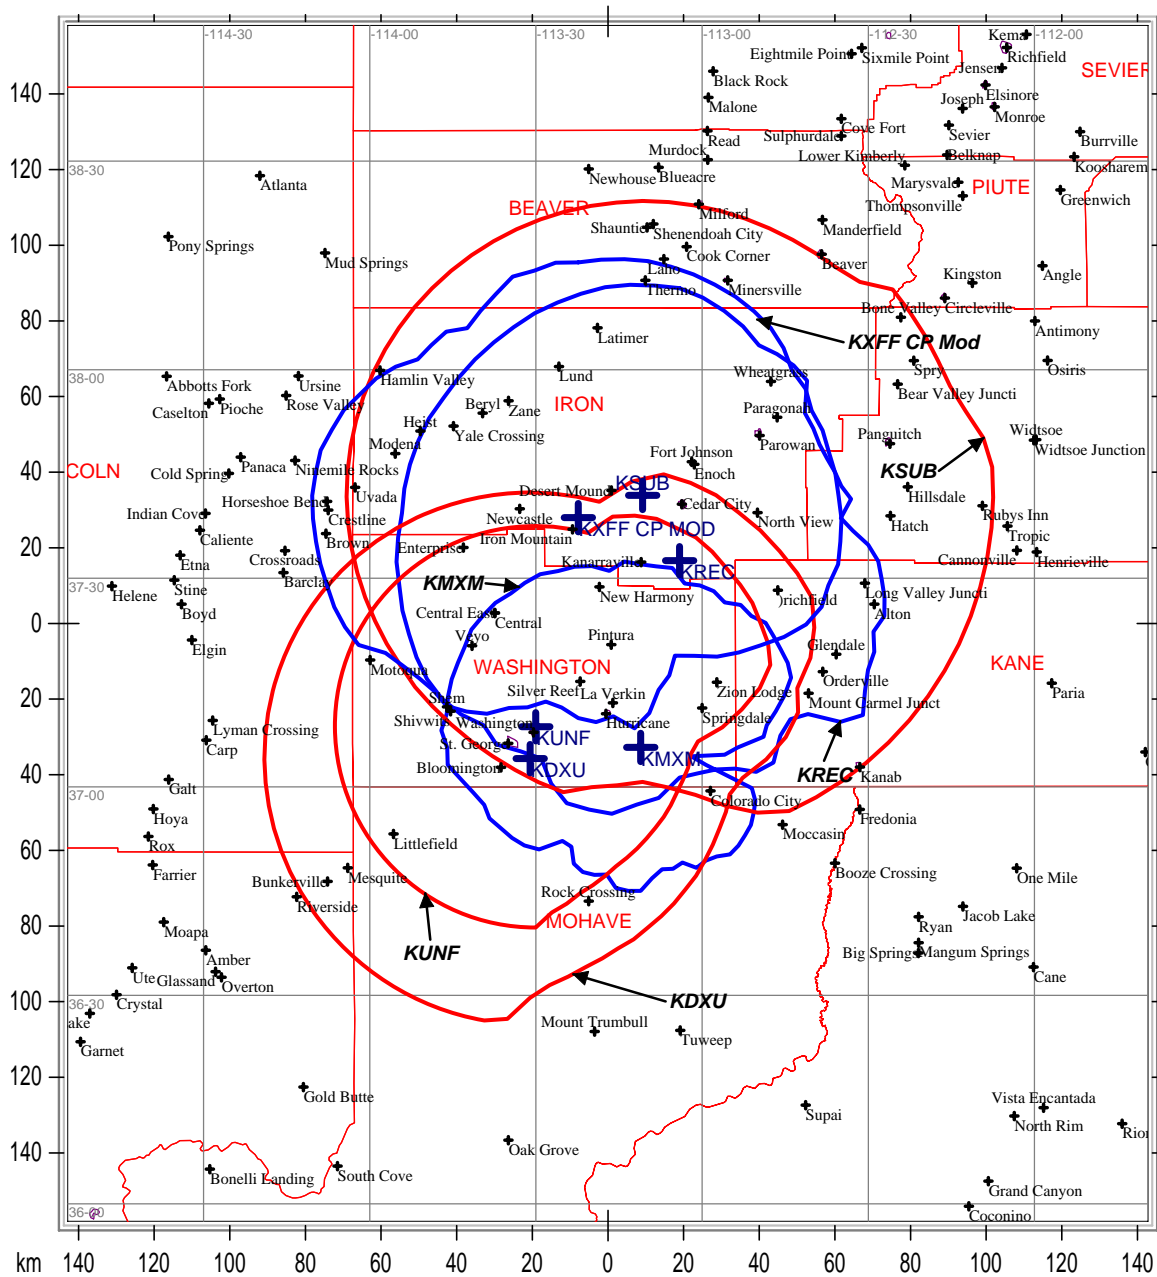 -114-30
-114-00
-113-30
-113-00
-112-30
-112-00
Kema
Richfield
Eightmile Point
Sixmile Point
Jensen
SEVIER
Black Rock
Elsinore
140
Malone
Joseph
Monroe
Cove Fort
Read
Sulphurdale
Sevier
Burrville
Murdock
Lower Kimberly
Belknap
Koosharem
38-30
120
Atlanta
Newhouse
Blueacre
Marysvale
PIUTE
Thompsonville
Greenwich
BEAVER
Milford
Shauntie
Shenendoah City
Manderfield
100
Pony Springs
Mud Springs
Cook Corner
Beaver
Laho
Kingston
Angle
Thermo
Minersville
Bone Valley
Circleville
80
Latimer
KXFF CP Mod
Antimony
38-00
Abbotts Fork
Ursine
Hamlin Valley
Lund
Wheatgrass
Spry
Osiris
60
Caselton
Pioche
Rose Valley
Beryl
Zane
IRON
Bear Valley Juncti
Heist
Yale Crossing
Paragonah
Modena
Parowan
Panguitch
Widtsoe
Widtsoe Junction
COLN
Panaca
Ninemile Rocks
Fort Johnson
Enoch
KSUB
40
Cold Spring
Uvada
Desert Mound
KSUB
Hillsdale
Horseshoe Bend
Cedar City
Rubys Inn
Indian Cove
Crestline
Newcastle
KXFF CP MOD
North View
Hatch
Tropic
Caliente
Brown
Iron Mountain
20
Crossroads
Enterprise
Kanarraville
Cannonville
Henrieville
Etna
KREC
37-30
Helene
Stine
Barclay
KMXM
New Harmony
)richfield
Long Valley Juncti
Boyd
Central East
Central
Alton
0
Elgin
Veyo
Pintura
Glendale
Motoqua
WASHINGTON
KANE
Orderville
Paria
Silver Reef
La Verkin
Zion Lodge
Mount Carmel Junct
20
Shem
Shivwits
Washington
Hurricane
Springdale
Lyman Crossing
Carp
St. George
KUNF
KMXM
Bloomington
KDXU
KREC
Kanab
40
37-00
Galt
Colorado City
Hoya
Moccasin
Fredonia
Rox
Littlefield
60
Farrier
Bunkerville
Mesquite
Booze Crossing
One Mile
Riverside
Rock Crossing
MOHAVE
Jacob Lake
80
Moapa
Ryan
Amber
KUNF
Big Springs
Mangum Springs
Ute
Glassand
Overton
Cane
100
36-30
Crystal
KDXU
ake
Mount Trumbull
Tuweep
Garnet
120
Gold Butte
Supai
Vista Encantada
North Rim
Rion
140
Oak Grove
Bonelli Landing
South Cove
Grand Canyon
Coconino
km 140 120 100 80 60 40 20 0 20 40 60 80 100 120 140